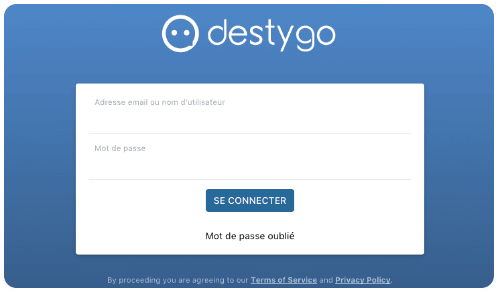 destygo
Adresse email ou nom d'utilisateur
Mot de passe
SE CONNECTER
Mot de passe oublié
By proceeding you are agreeing to our Terms of Service and Privacy Policy.